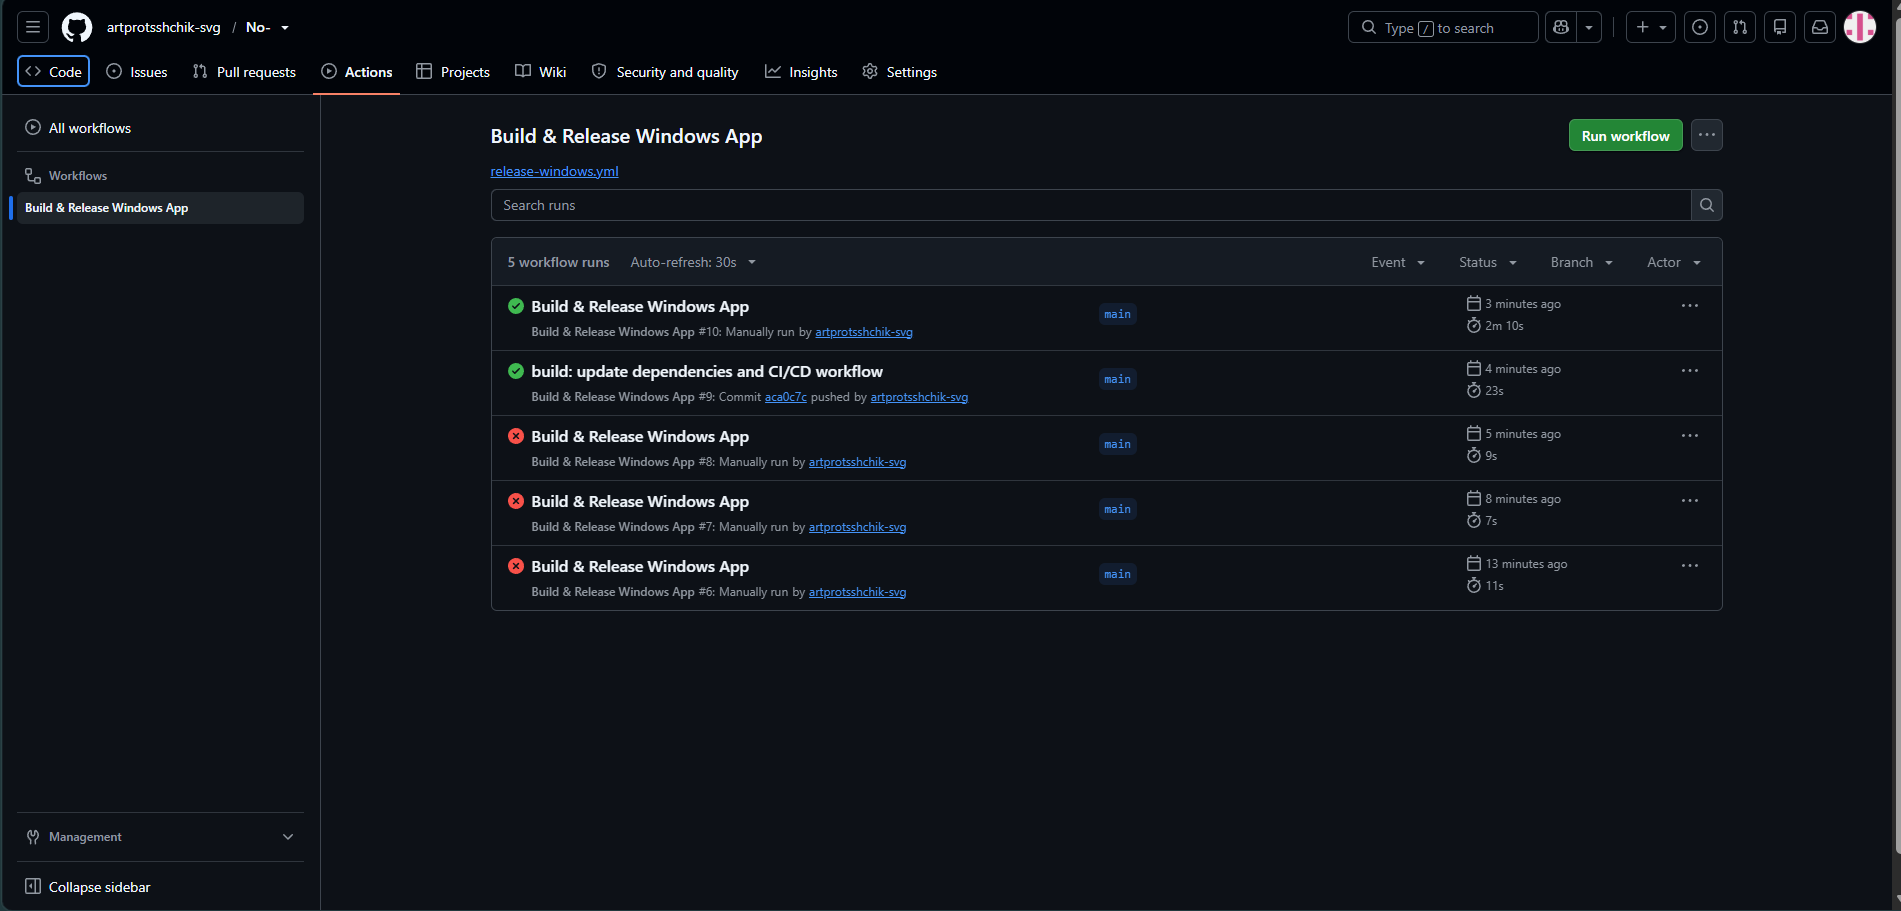 artprotsshchik-svg / No-
Type / to search
Code
Issues
Pull requests
Actions
Projects
Wiki
Security and quality
Insights
Settings
All workflows
Workflows
Build & Release Windows App
Build & Release Windows App
Run workflow
release-windows.yml
Search runs
5 workflow runs
Auto-refresh: 30s
Event
Status
Branch
Actor
Build & Release Windows App
Build & Release Windows App #10: Manually run by artprotsshchik-svg
main
3 minutes ago
2m 10s
build: update dependencies and CI/CD workflow
Build & Release Windows App #9: Commit aca0c7c pushed by artprotsshchik-svg
main
4 minutes ago
23s
Build & Release Windows App
Build & Release Windows App #8: Manually run by artprotsshchik-svg
main
5 minutes ago
9s
Build & Release Windows App
Build & Release Windows App #7: Manually run by artprotsshchik-svg
main
8 minutes ago
7s
Build & Release Windows App
Build & Release Windows App #6: Manually run by artprotsshchik-svg
main
13 minutes ago
11s
Management
Collapse sidebar